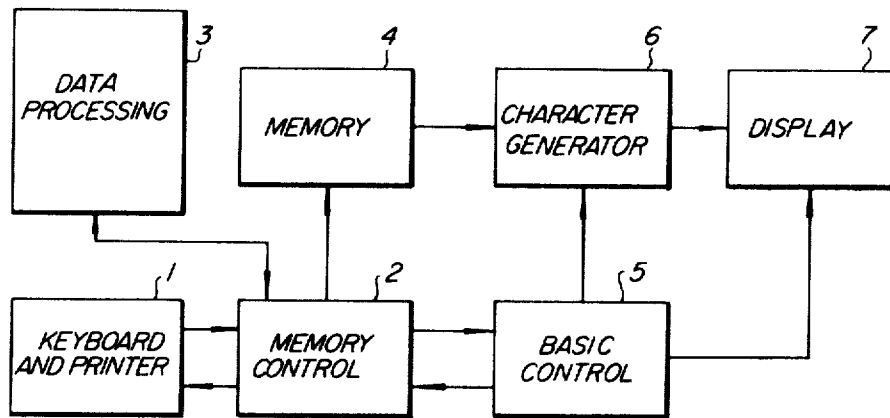 3
DATA
PROCESSING
4
MEMORY
6
CHARACTER
GENERATOR
7
DISPLAY
1
KEYBOARD
AND PRINTER
2
MEMORY
CONTROL
5
BASIC
CONTROL